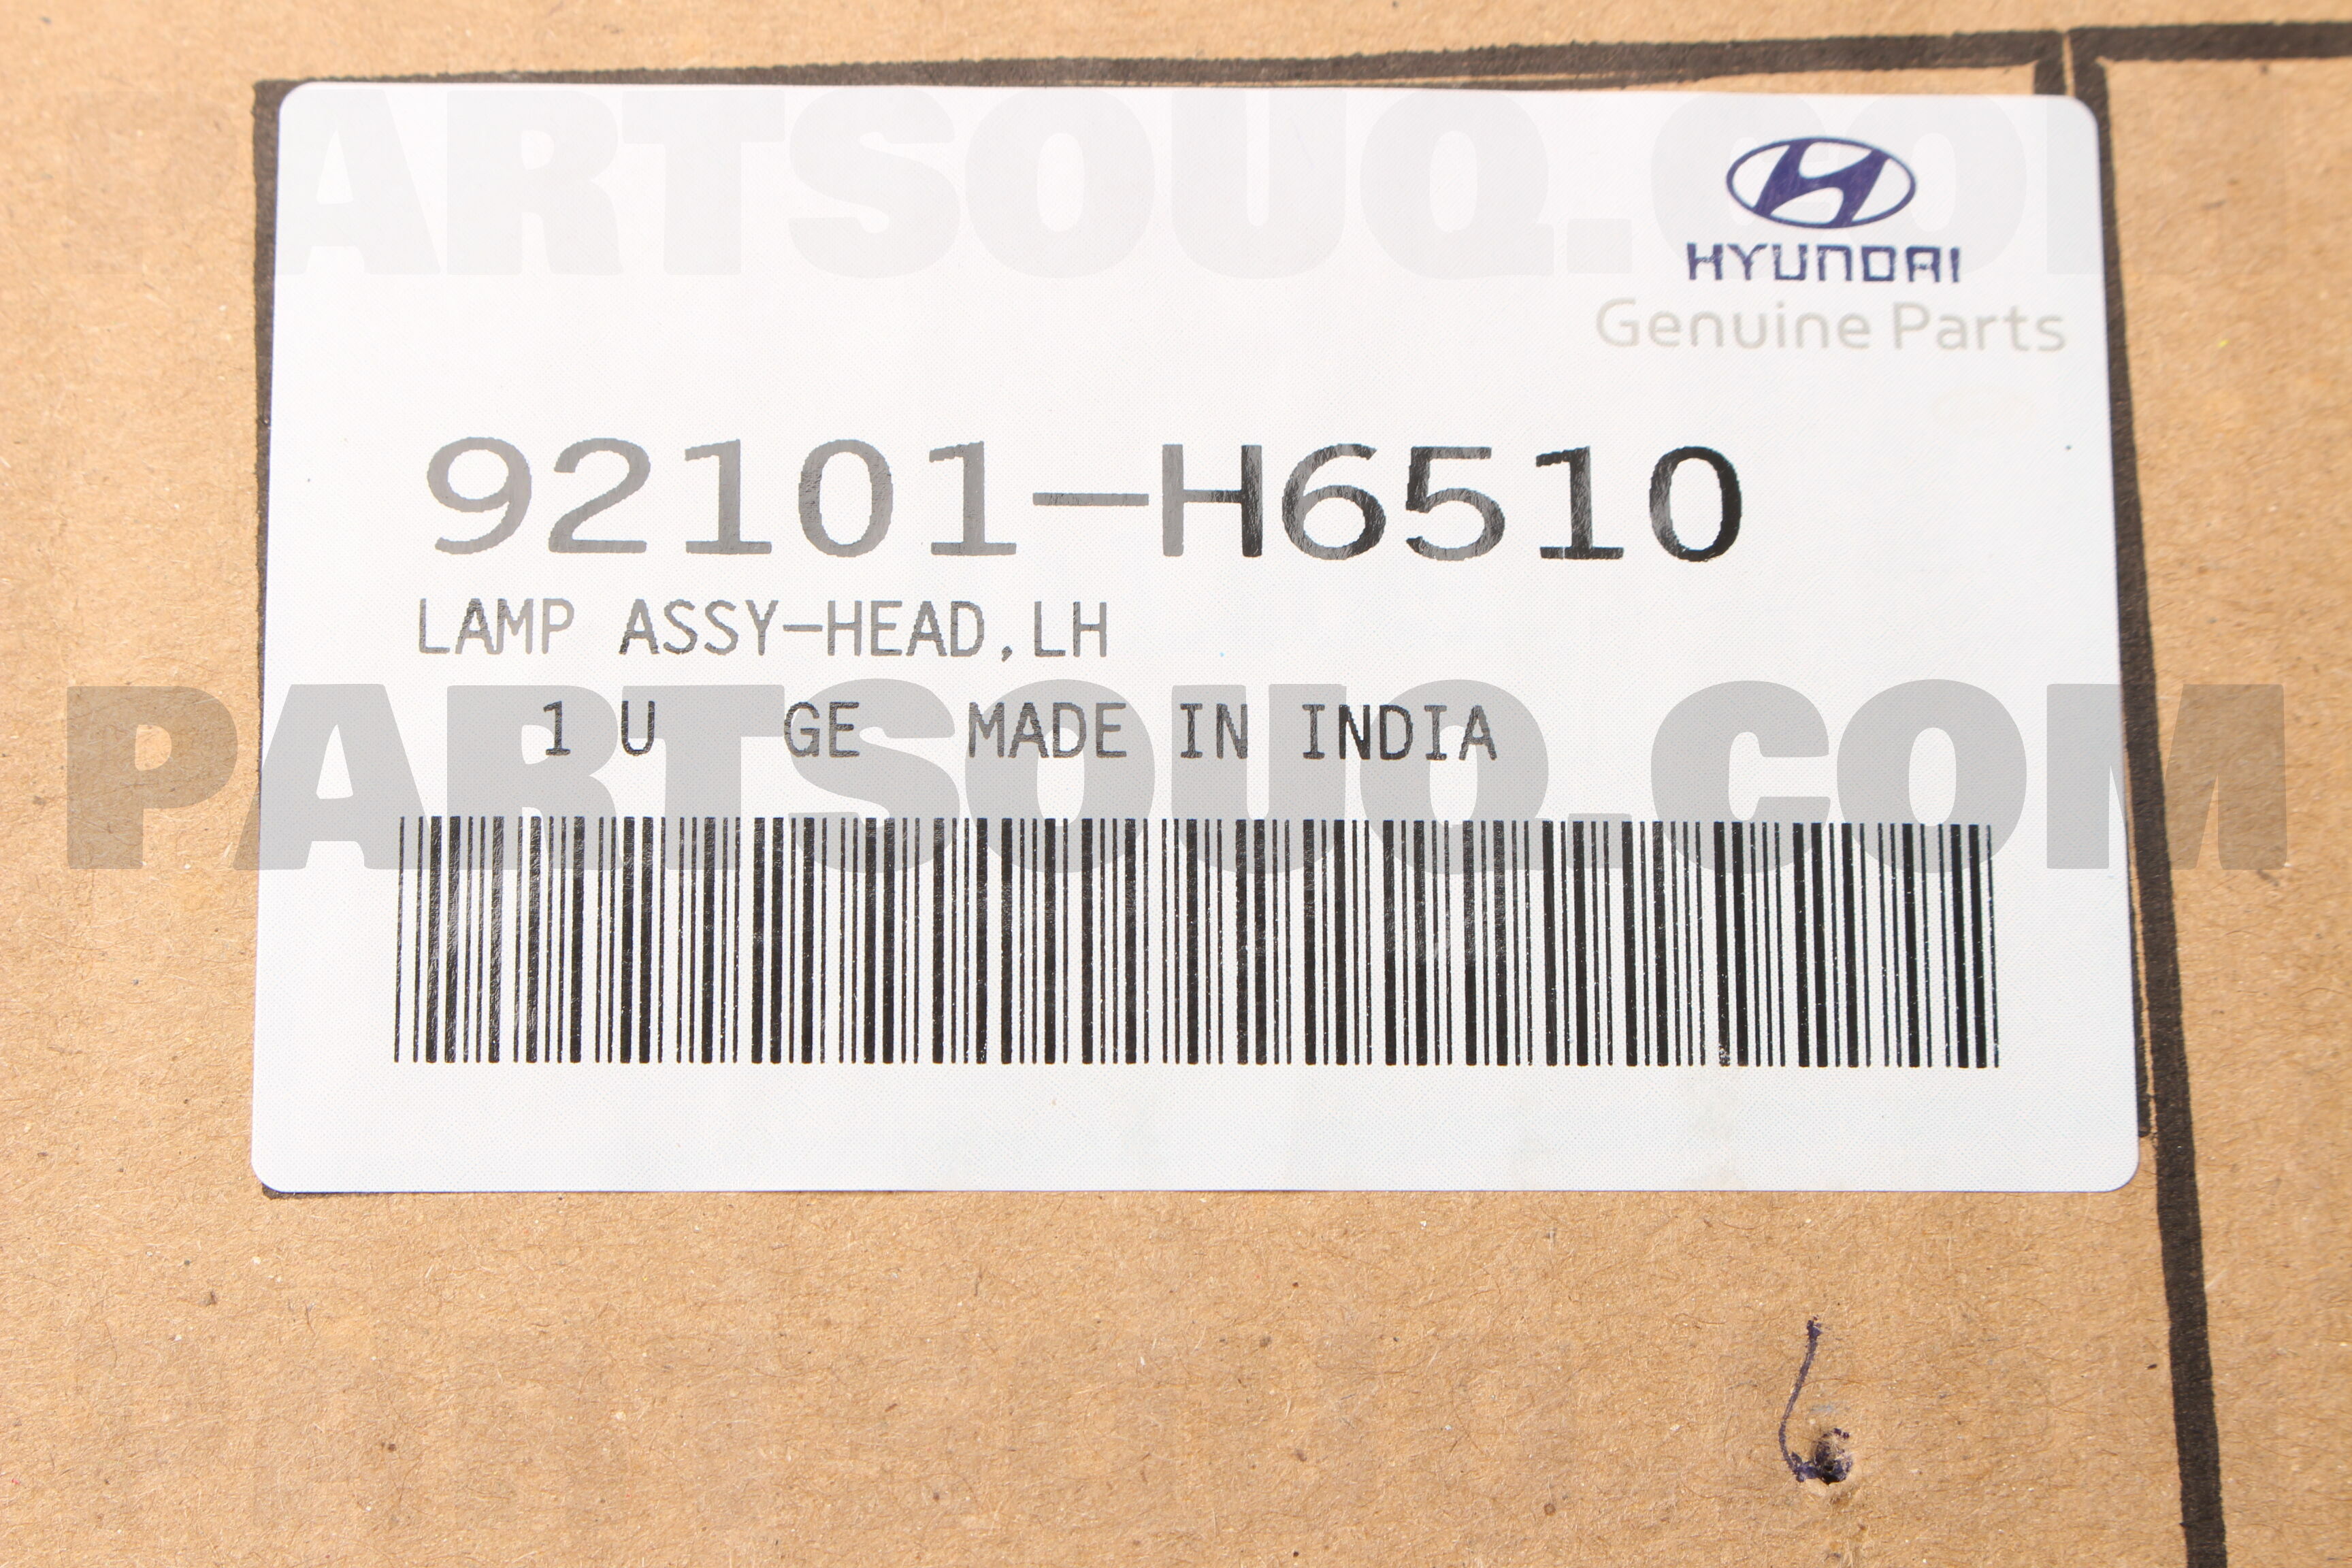 PARTSOUQ.COM
HYUNDAI
Genuine Parts
92101-H6510
LAMP ASSY-HEAD,LH
1 U GE MADE IN INDIA
PARTSOUQ.COM